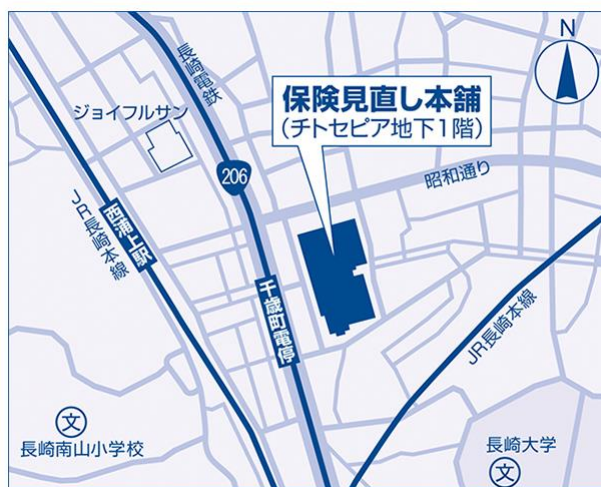 N
長崎電鉄
保険見直し本舗
(チトセピア地下1階)
ジョイフルサン
206
昭和通り
西浦上駅
JR長崎本線
千歳町電停
JR長崎本線
文
長崎南山小学校
長崎大学
文